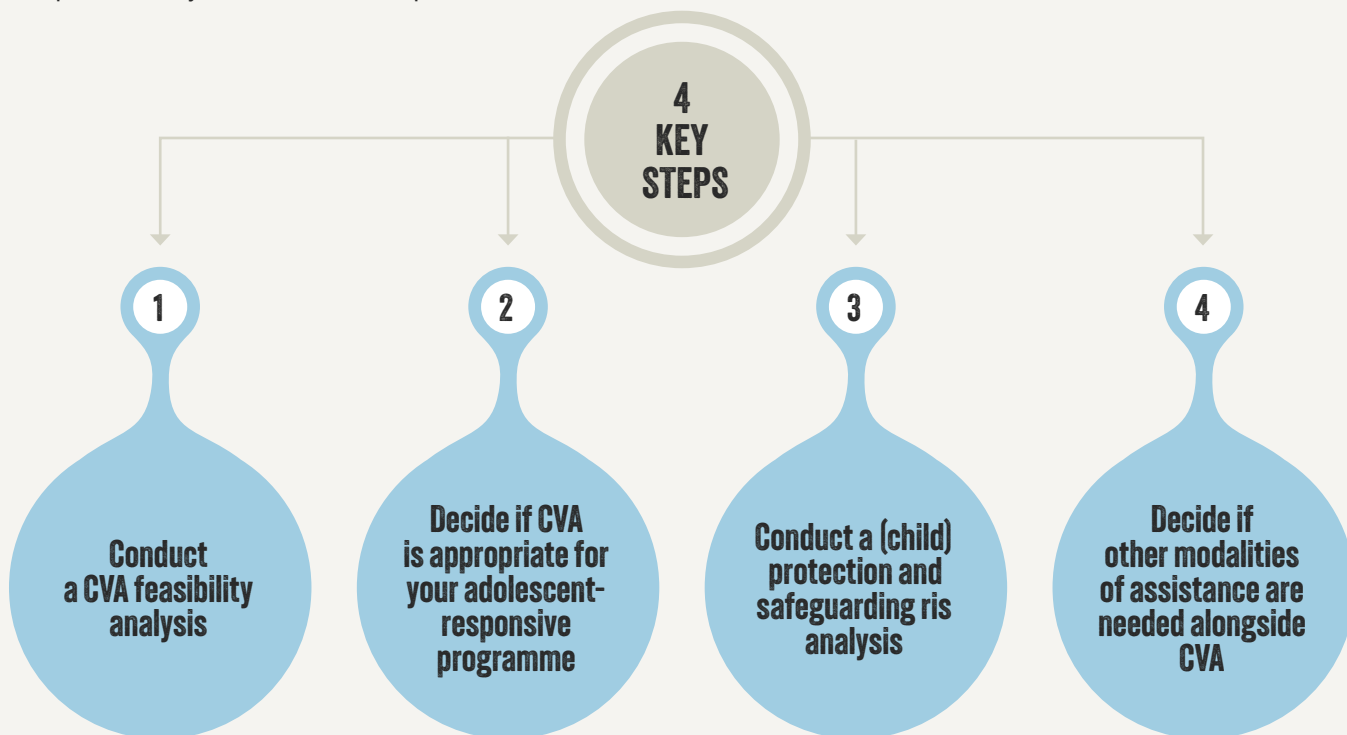 4
KEY
STEPS
1
Conduct
a CVA feasibility
analysis
2
Decide if CVA
is appropriate for
your adolescent-
responsive
programme
3
Conduct a (child)
protection and
safeguarding ris
analysis
4
Decide if
other modalities
of assistance are
needed alongside
CVA